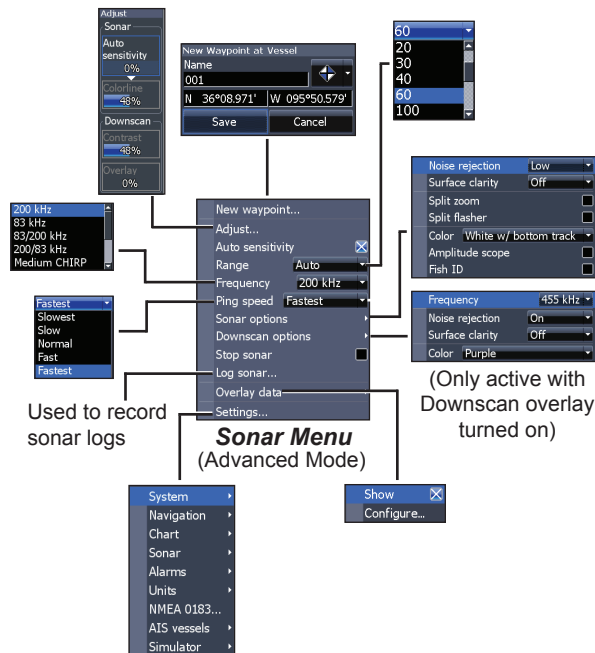 Adjust
Sonar
Auto
sensitivity
0%
Colorline
48%
Downscan
Contrast
48%
Overlay
0%
New Waypoint at Vessel
Name
001
N 36°08.971' W 095°50.579'
Save Cancel
60
20
30
40
60
100
200 kHz
83 kHz
83/200 kHz
200/83 kHz
Medium CHIRP
Fastest
Slowest
Slow
Normal
Fast
Fastest
New waypoint...
Adjust...
Auto sensitivity
Range Auto
Frequency 200 kHz
Ping speed Fastest
Sonar options
Downscan options
Stop sonar
Log sonar...
Overlay data
Settings...
Noise rejection Low
Surface clarity Off
Split zoom
Split flasher
Color White w/ bottom track
Amplitude scope
Fish ID
Frequency 455 kHz
Noise rejection On
Surface clarity Off
Color Purple
(Only active with
Downscan overlay
turned on)
Used to record
sonar logs
Sonar Menu
(Advanced Mode)
System
Navigation
Chart
Sonar
Alarms
Units
NMEA 0183...
AIS vessels
Simulator
Show
Configure...